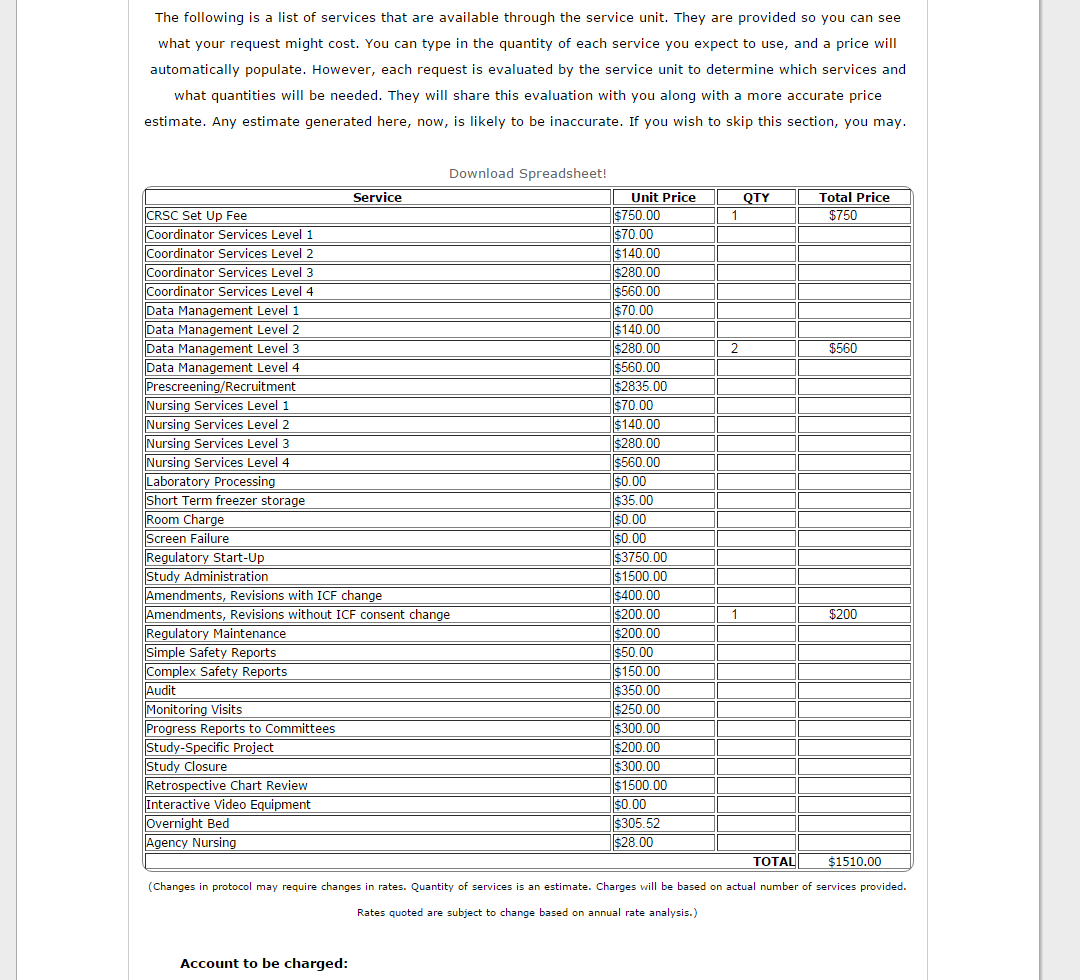 The following is a list of services that are available through the service unit. They are provided so you can see
what your request might cost. You can type in the quantity of each service you expect to use, and a price will
automatically populate. However, each request is evaluated by the service unit to determine which services and
what quantities will be needed. They will share this evaluation with you along with a more accurate price
estimate. Any estimate generated here, now, is likely to be inaccurate. If you wish to skip this section, you may.
Download Spreadsheet!
Service Unit Price QTY Total Price
CRSC Set Up Fee $750.00 1 $750
Coordinator Services Level 1 $70.00
Coordinator Services Level 2 $140.00
Coordinator Services Level 3 $280.00
Coordinator Services Level 4 $560.00
Data Management Level 1 $70.00
Data Management Level 2 $140.00
Data Management Level 3 $280.00 2 $560
Data Management Level 4 $560.00
Prescreening/Recruitment $2835.00
Nursing Services Level 1 $70.00
Nursing Services Level 2 $140.00
Nursing Services Level 3 $280.00
Nursing Services Level 4 $560.00
Laboratory Processing $0.00
Short Term freezer storage $35.00
Room Charge $0.00
Screen Failure $0.00
Regulatory Start-Up $3750.00
Study Administration $1500.00
Amendments, Revisions with ICF change $400.00
Amendments, Revisions without ICF consent change $200.00 1 $200
Regulatory Maintenance $200.00
Simple Safety Reports $50.00
Complex Safety Reports $150.00
Audit $350.00
Monitoring Visits $250.00
Progress Reports to Committees $300.00
Study-Specific Project $200.00
Study Closure $300.00
Retrospective Chart Review $1500.00
Interactive Video Equipment $0.00
Overnight Bed $305.52
Agency Nursing $28.00
TOTAL $1510.00
(Changes in protocol may require changes in rates. Quantity of services is an estimate. Charges will be based on actual number of services provided.
Rates quoted are subject to change based on annual rate analysis.)
Account to be charged: